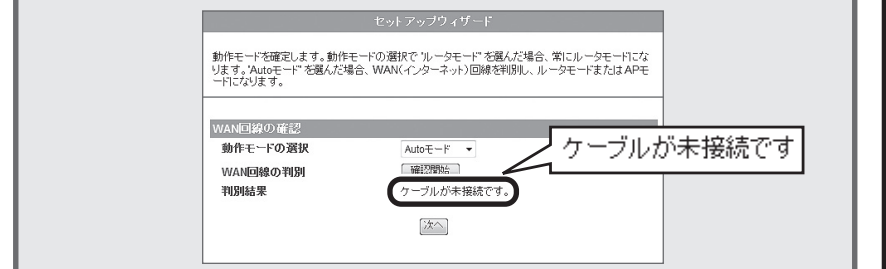 セットアップウィザード
動作モードを確定します。動作モードの選択で"ルータモード"を選んだ場合、常にルータモードにな
ります。"Autoモード"を選んだ場合、WAN(インターネット)回線を判別し、ルータモードまたはAPモ
ードになります。
WAN回線の確認
動作モードの選択 Autoモード
WAN回線の判別 確認開始
判別結果 ケーブルが未接続です。
ケーブルが未接続です
次へ